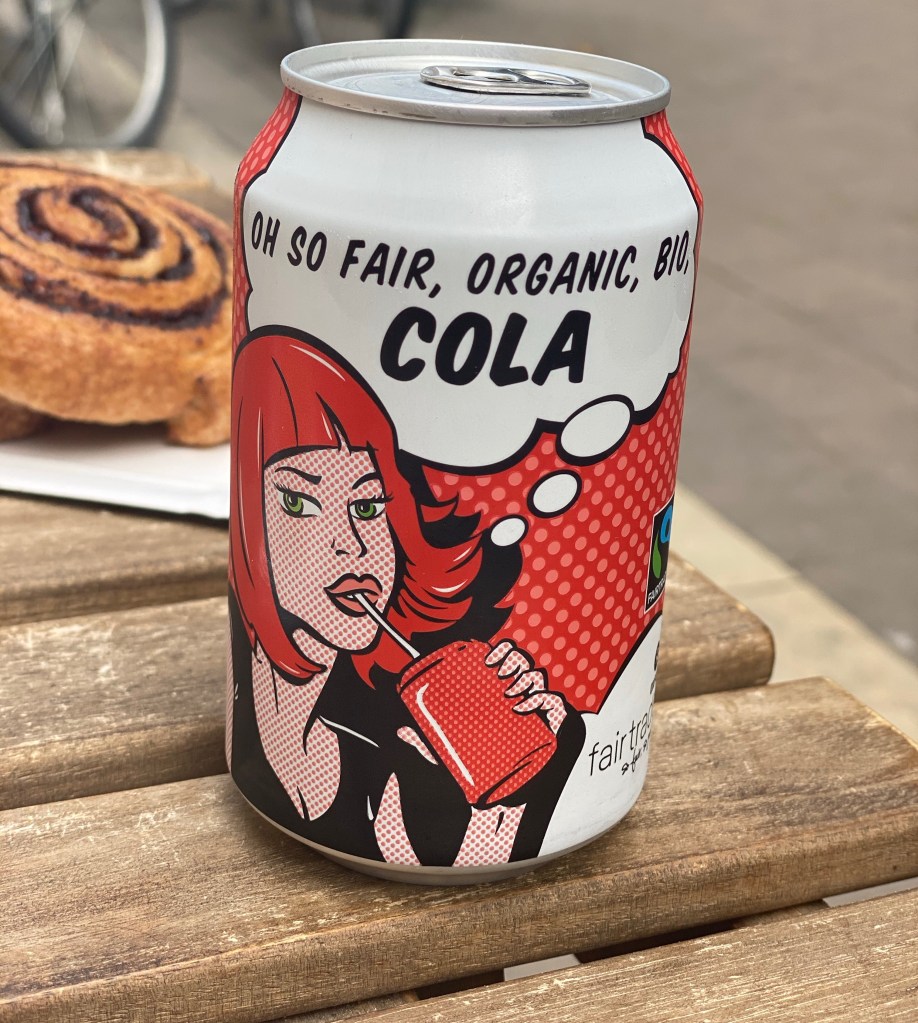 OH SO FAIR, ORGANIC, BIO,
COLA
fairtra